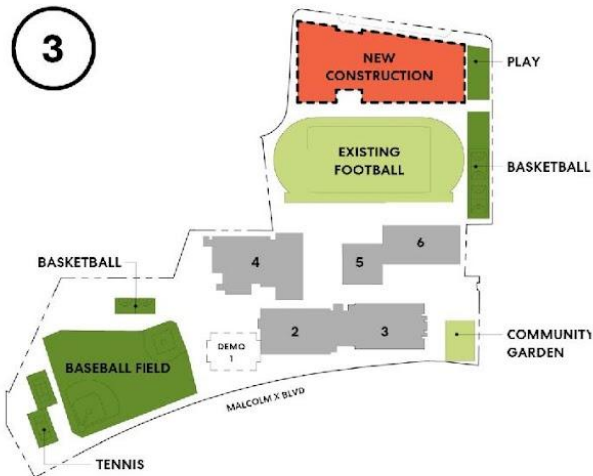 3
NEW
CONSTRUCTION
PLAY
EXISTING
FOOTBALL
BASKETBALL
4
5
6
BASKETBALL
2
3
DEMO
1
COMMUNITY
GARDEN
BASEBALL FIELD
MALCOLM X BLVD
TENNIS